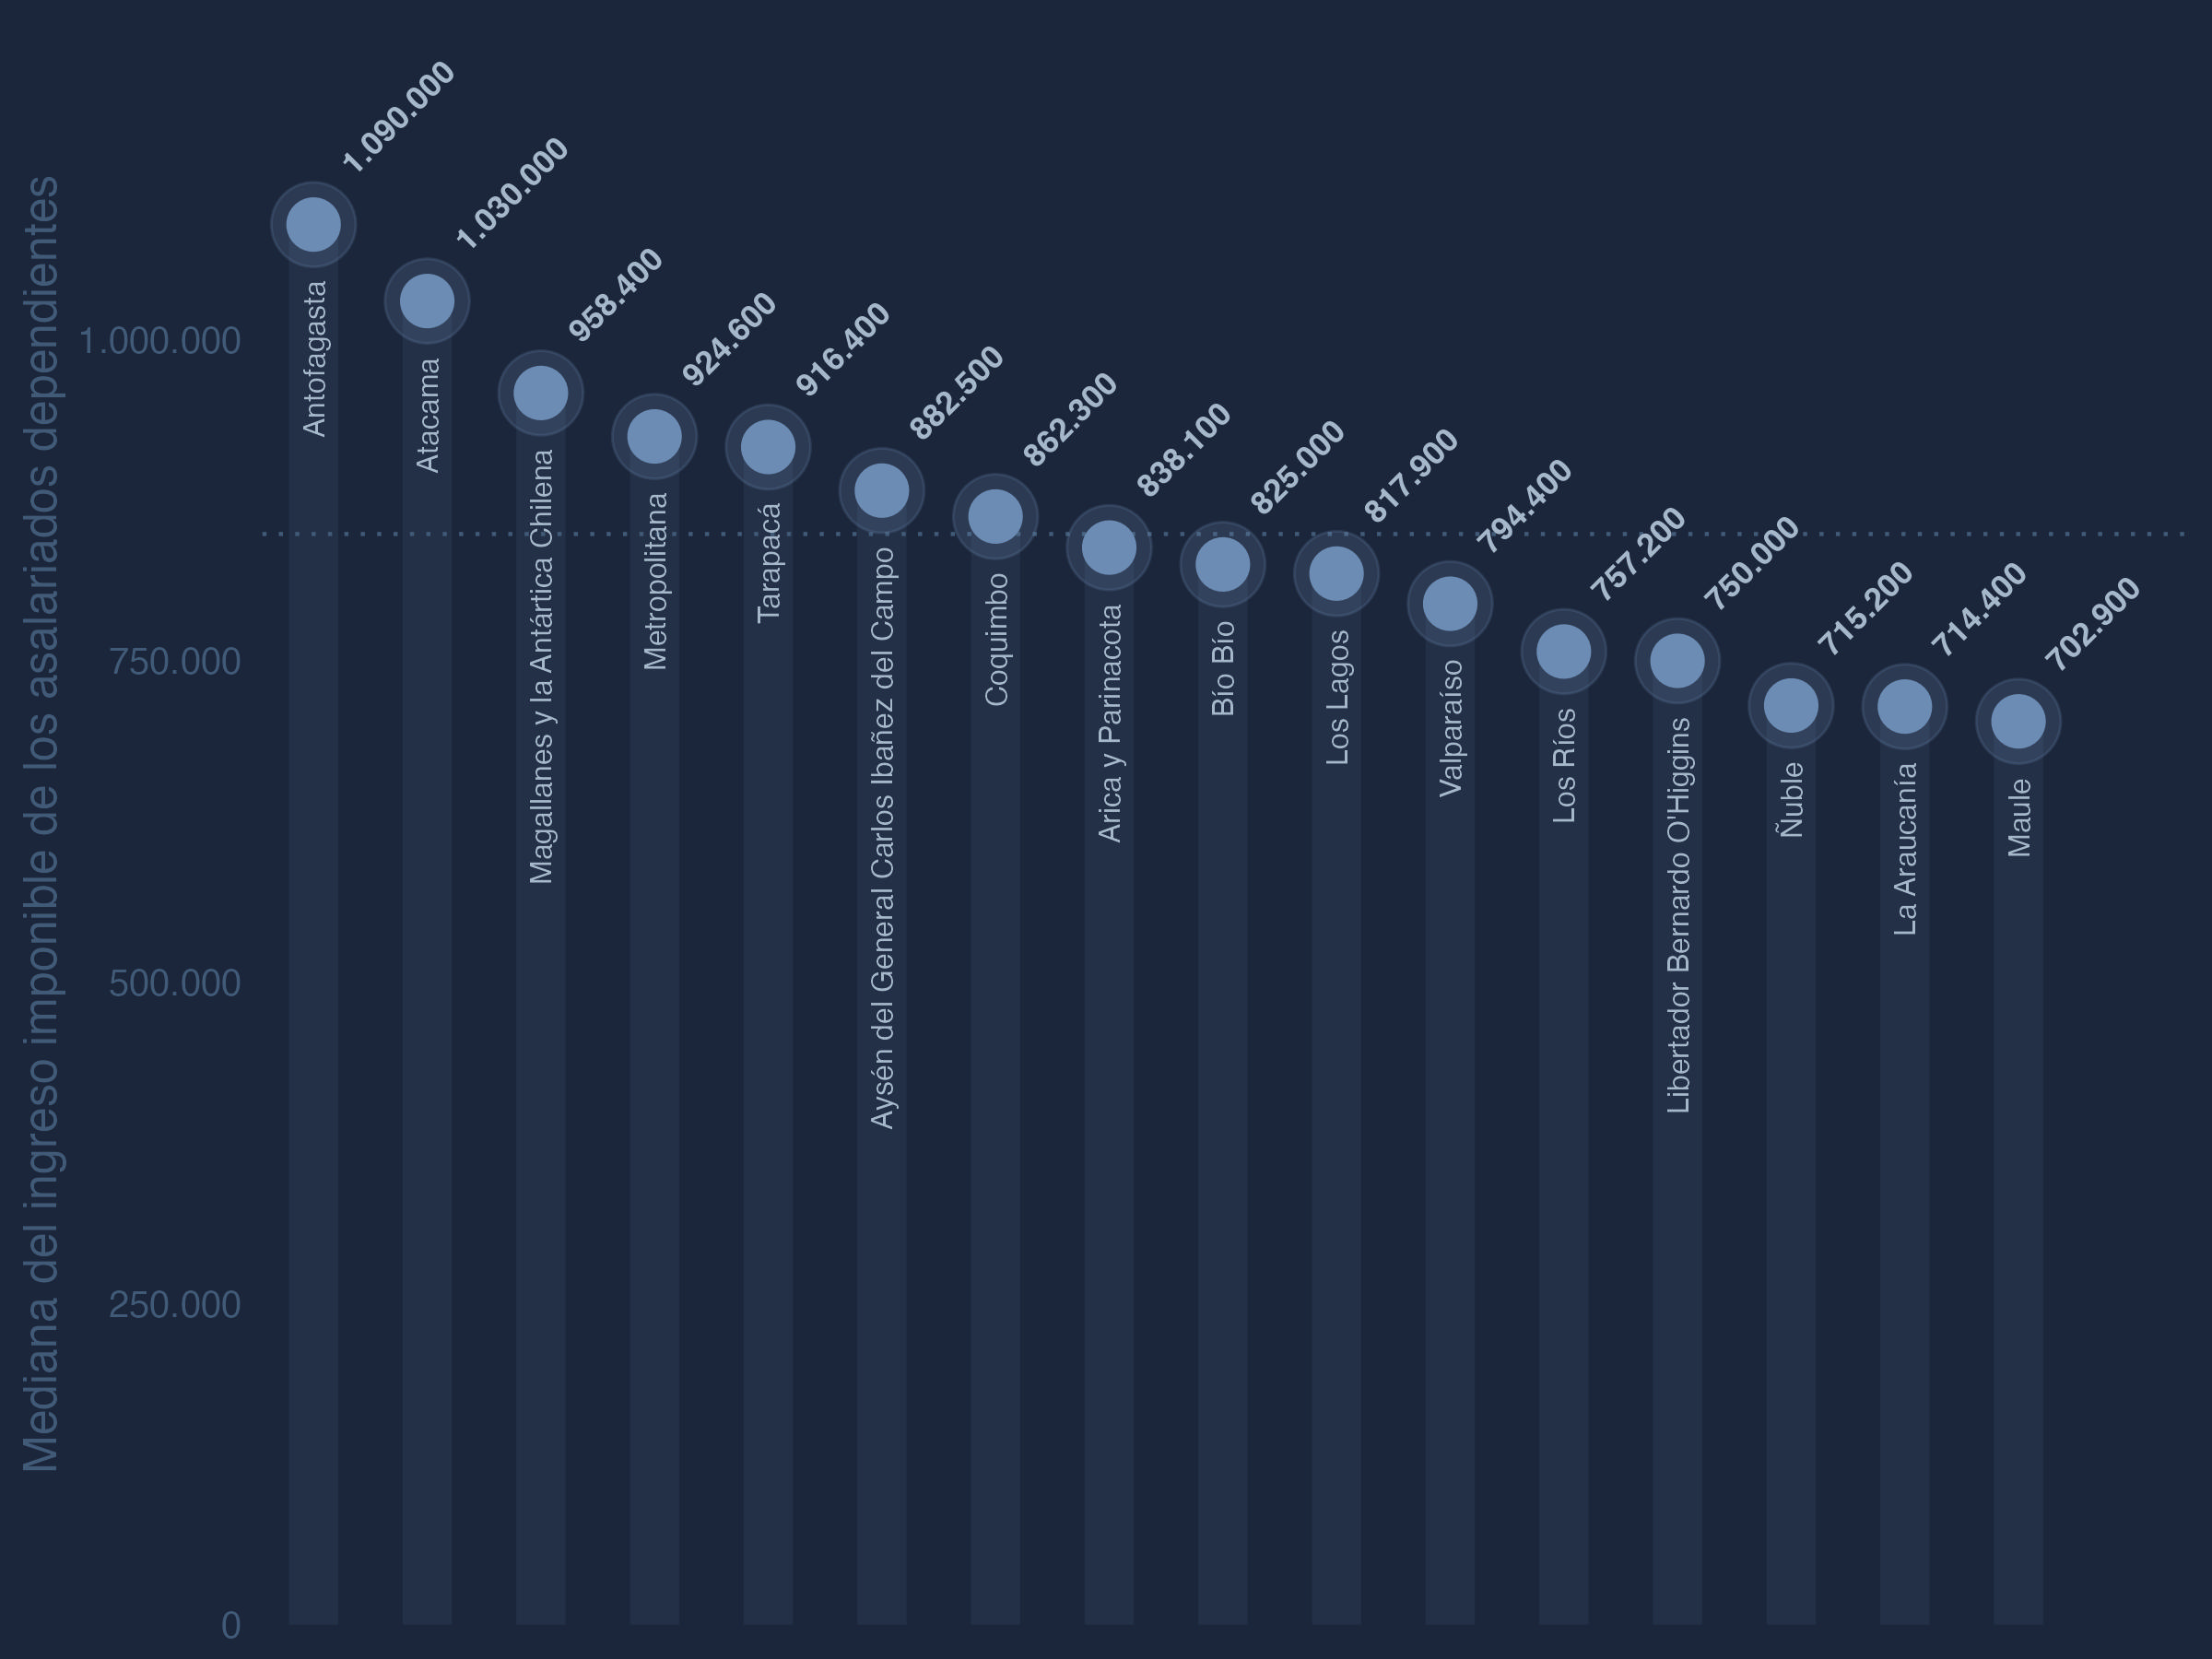 Mediana del ingreso imponible de los asalariados dependientes
1.000.000
750.000
500.000
250.000
0
1.090.000
Antofagasta
1.030.000
Atacama
958.400
Magallanes y la Antártica Chilena
924.600
Metropolitana
916.400
Tarapacá
882.500
Aysén del General Carlos Ibañez del Campo
862.300
Coquimbo
838.100
Arica y Parinacota
825.000
Bío Bío
817.900
Los Lagos
794.400
Valparaíso
757.200
Los Ríos
750.000
Libertador Bernardo O'Higgins
715.200
Ñuble
714.400
La Araucanía
702.900
Maule